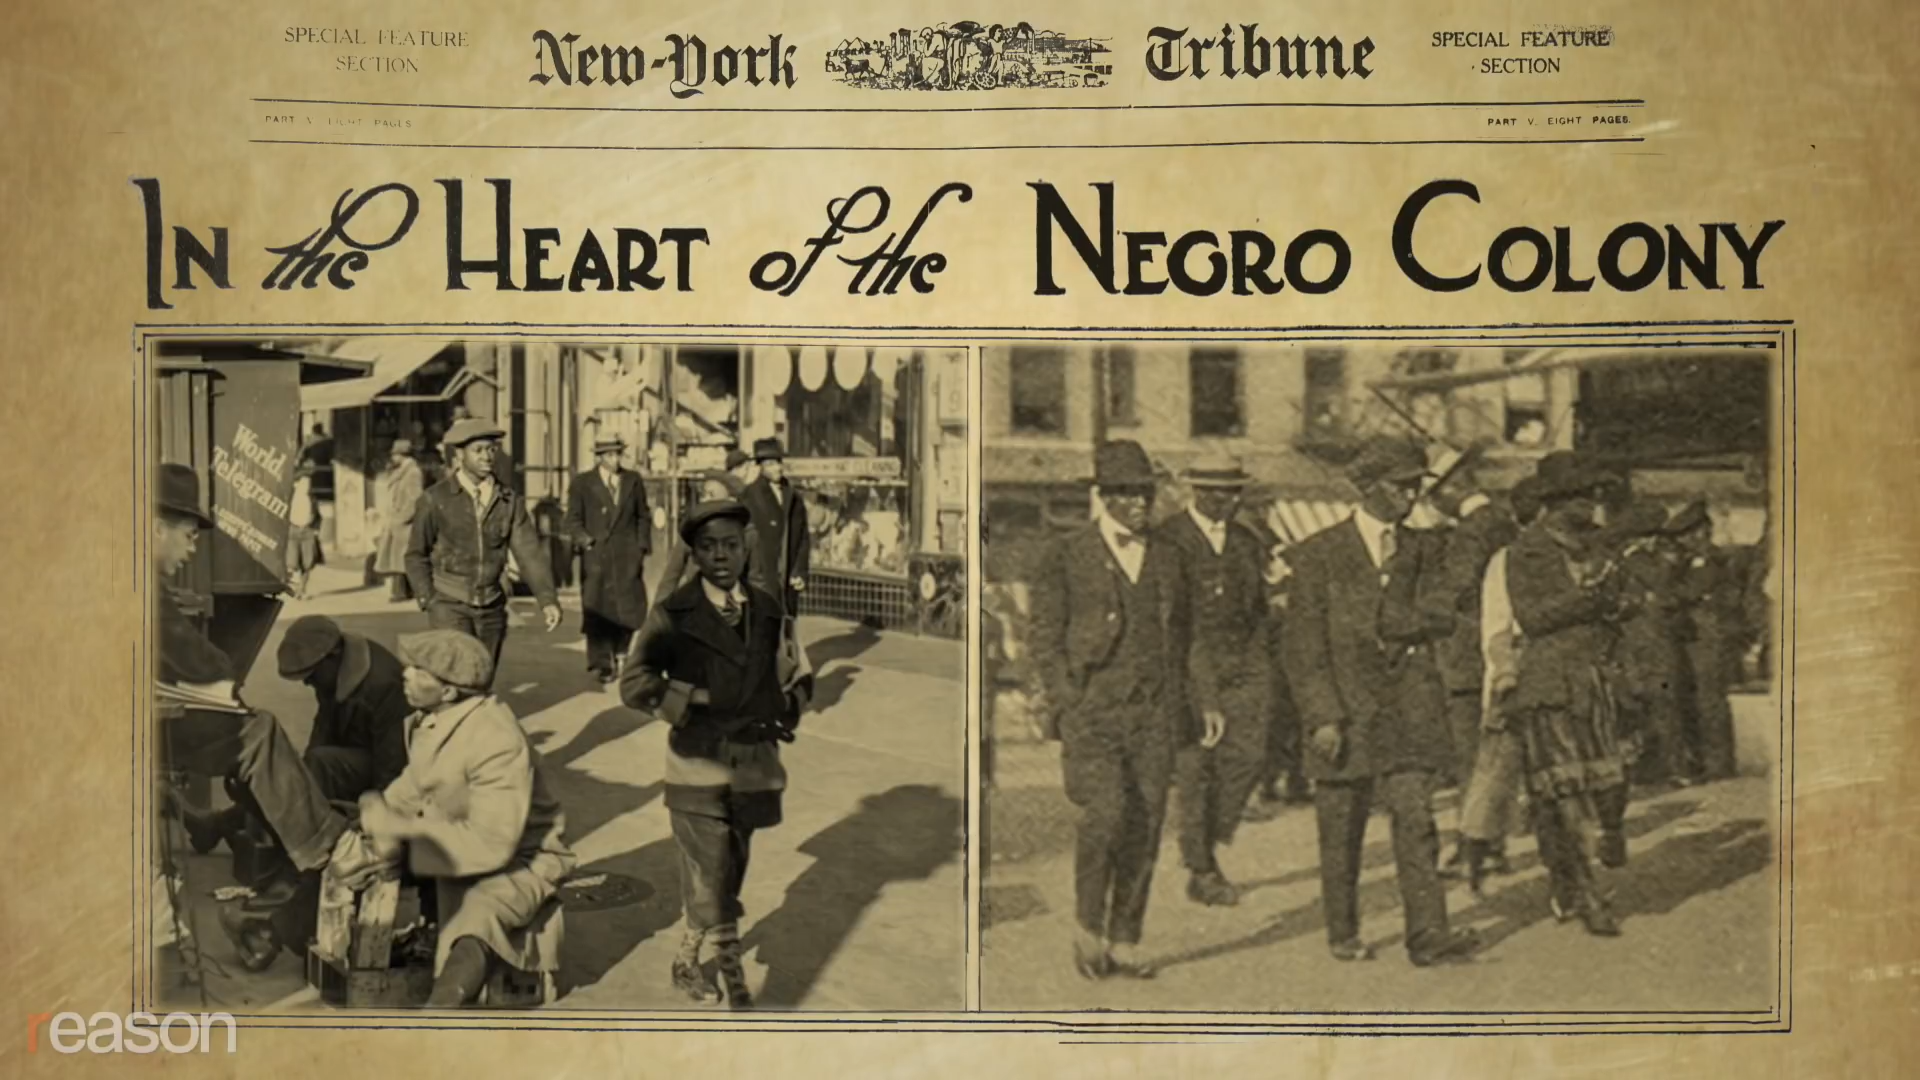 SPECIAL FEATURE
SECTION
New-York Tribune
SPECIAL FEATURE
SECTION
PART V EIGHT PAGES
PART V. EIGHT PAGES.
IN the HEART of the NEGRO COLONY
World
Telegram
reason